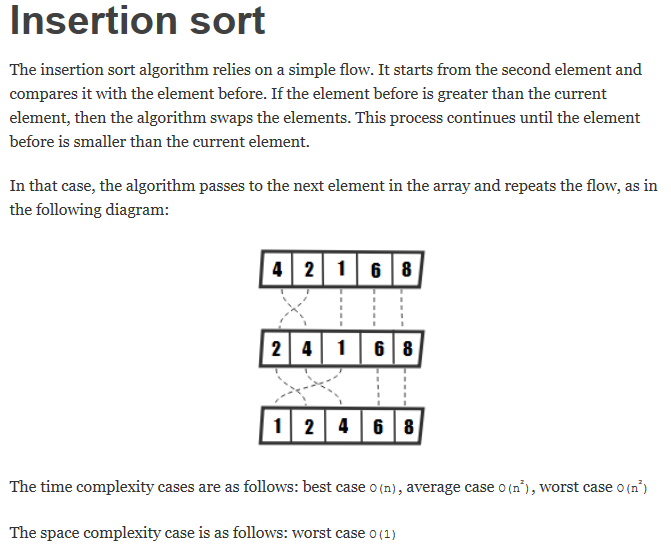 Insertion sort
The insertion sort algorithm relies on a simple flow. It starts from the second element and
compares it with the element before. If the element before is greater than the current
element, then the algorithm swaps the elements. This process continues until the element
before is smaller than the current element.
In that case, the algorithm passes to the next element in the array and repeats the flow, as in
the following diagram:
4 2 1 6 8
2 4 1 6 8
1 2 4 6 8
The time complexity cases are as follows: best case O(n), average case O(n²), worst case O(n²)
The space complexity case is as follows: worst case O(1)